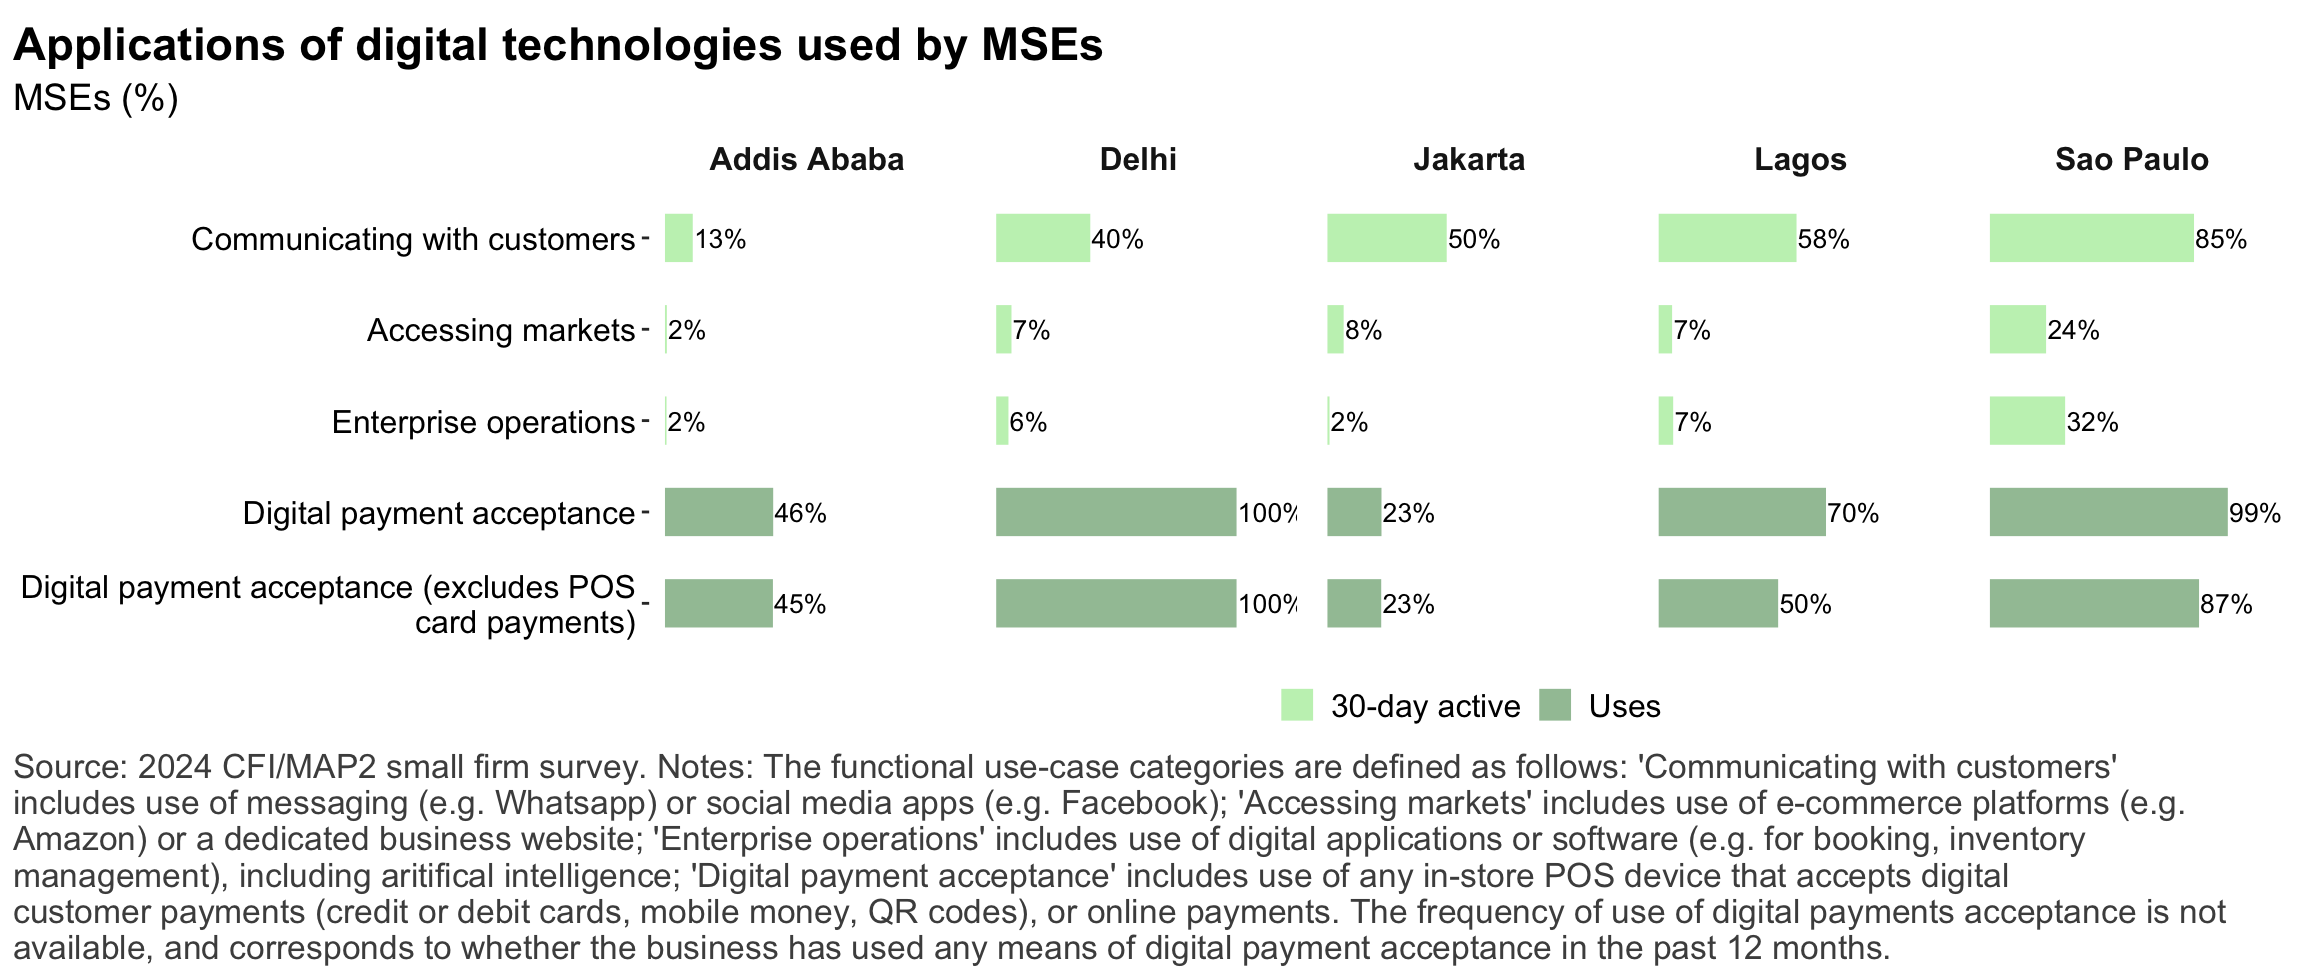 Applications of digital technologies used by MSEs
MSEs (%)
Addis Ababa Delhi Jakarta Lagos Sao Paulo
Communicating with customers 13% 40% 50% 58% 85%
Accessing markets 2% 7% 8% 7% 24%
Enterprise operations 2% 6% 2% 7% 32%
Digital payment acceptance 46% 100% 23% 70% 99%
Digital payment acceptance (excludes POS
card payments) 45% 100% 23% 50% 87%
30-day active Uses
Source: 2024 CFI/MAP2 small firm survey. Notes: The functional use-case categories are defined as follows: 'Communicating with customers'
includes use of messaging (e.g. Whatsapp) or social media apps (e.g. Facebook); 'Accessing markets' includes use of e-commerce platforms (e.g.
Amazon) or a dedicated business website; 'Enterprise operations' includes use of digital applications or software (e.g. for booking, inventory
management), including aritifical intelligence; 'Digital payment acceptance' includes use of any in-store POS device that accepts digital
customer payments (credit or debit cards, mobile money, QR codes), or online payments. The frequency of use of digital payments acceptance is not
available, and corresponds to whether the business has used any means of digital payment acceptance in the past 12 months.